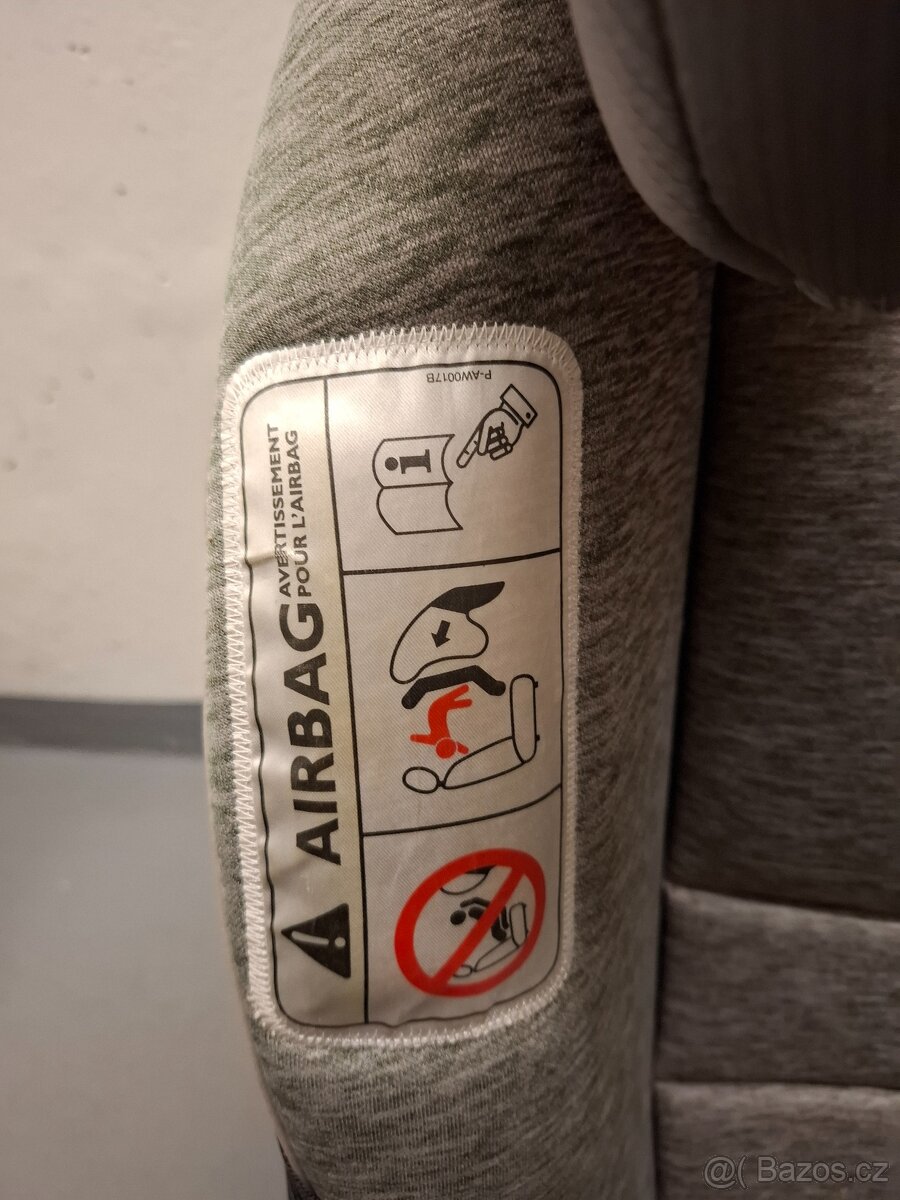 AIRBAG
AVERTISSEMENT
POUR L'AIRBAG
i
P-AW0017B
@( Bazos.cz